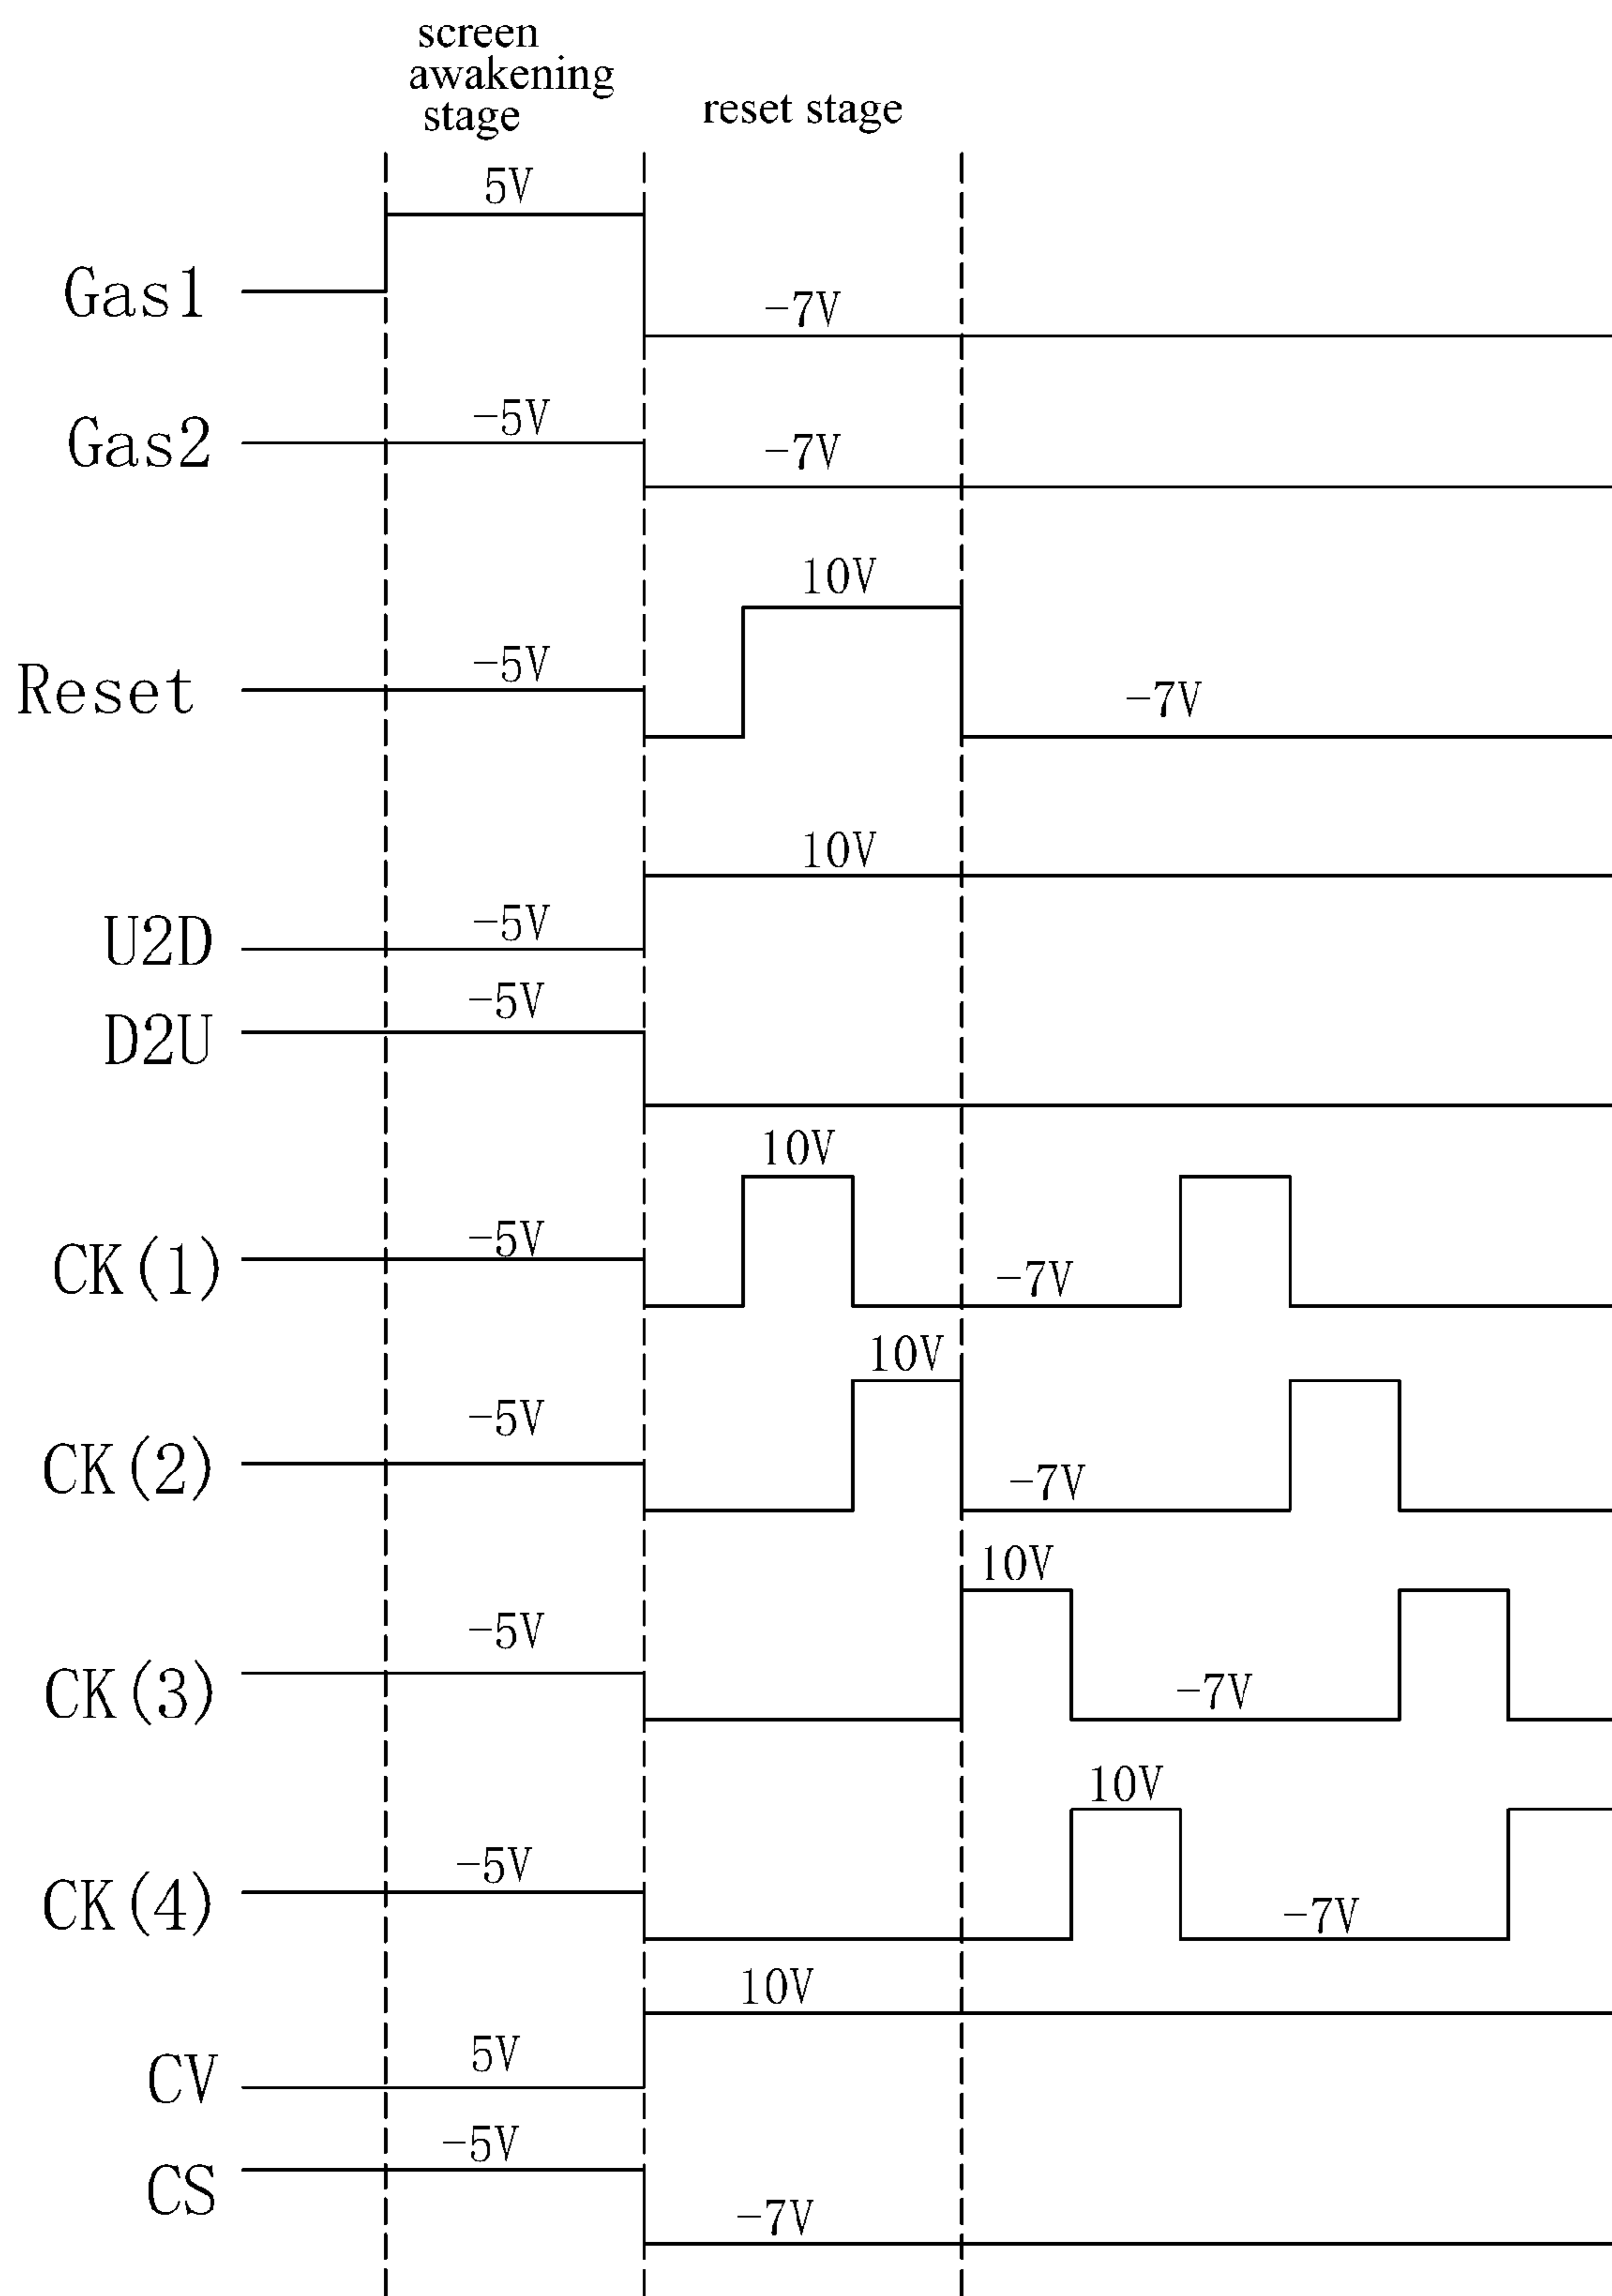 screen
awakening
stage
reset stage
5V
Gas1
-7V
-5V
Gas2
-7V
10V
-5V
Reset
-7V
10V
-5V
U2D
-5V
D2U
10V
-5V
CK(1)
-7V
10V
-5V
CK(2)
-7V
10V
-5V
CK(3)
-7V
10V
-5V
CK(4)
-7V
10V
5V
CV
-5V
CS
-7V